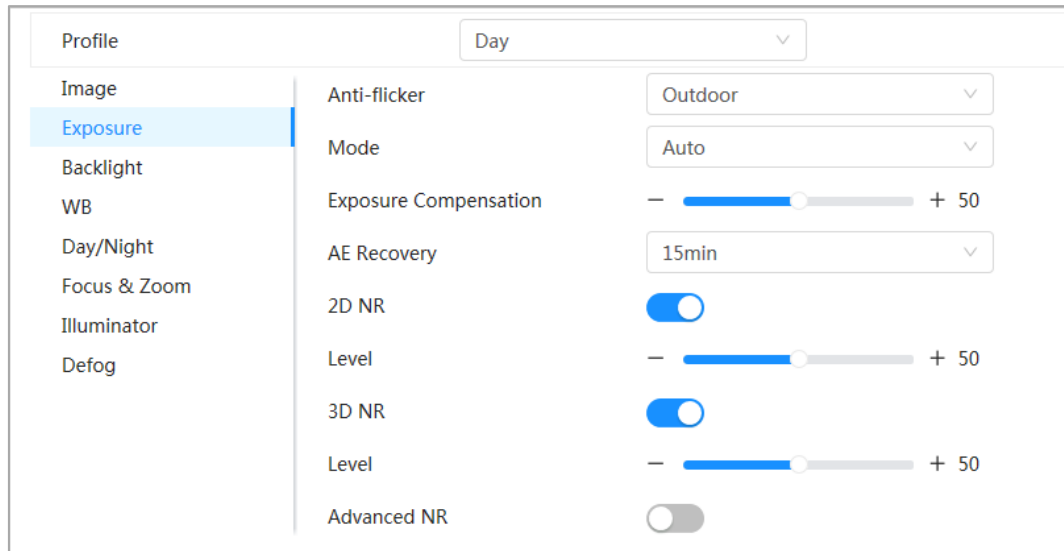 Profile Day
Image
Exposure
Backlight
WB
Day/Night
Focus & Zoom
Illuminator
Defog
Anti-flicker Outdoor
Mode Auto
Exposure Compensation − + 50
AE Recovery 15min
2D NR
Level − + 50
3D NR
Level − + 50
Advanced NR